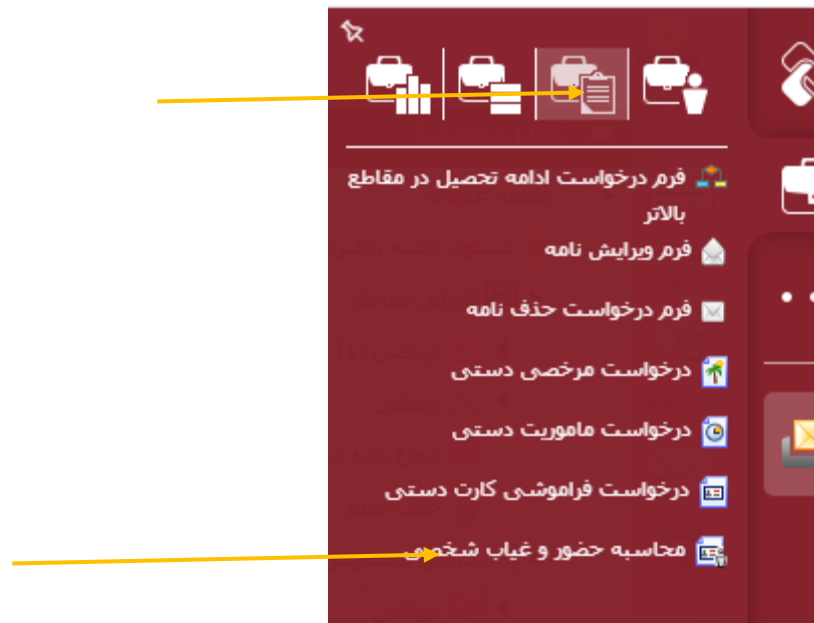 فرم درخواست ادامه تحصیل در مقاطع
بالاتر
فرم ویرایش نامه
فرم درخواست حذف نامه
درخواست مرخصی دستی
درخواست ماموریت دستی
درخواست فراموشی کارت دستی
محاسبه حضور و غیاب شخصی